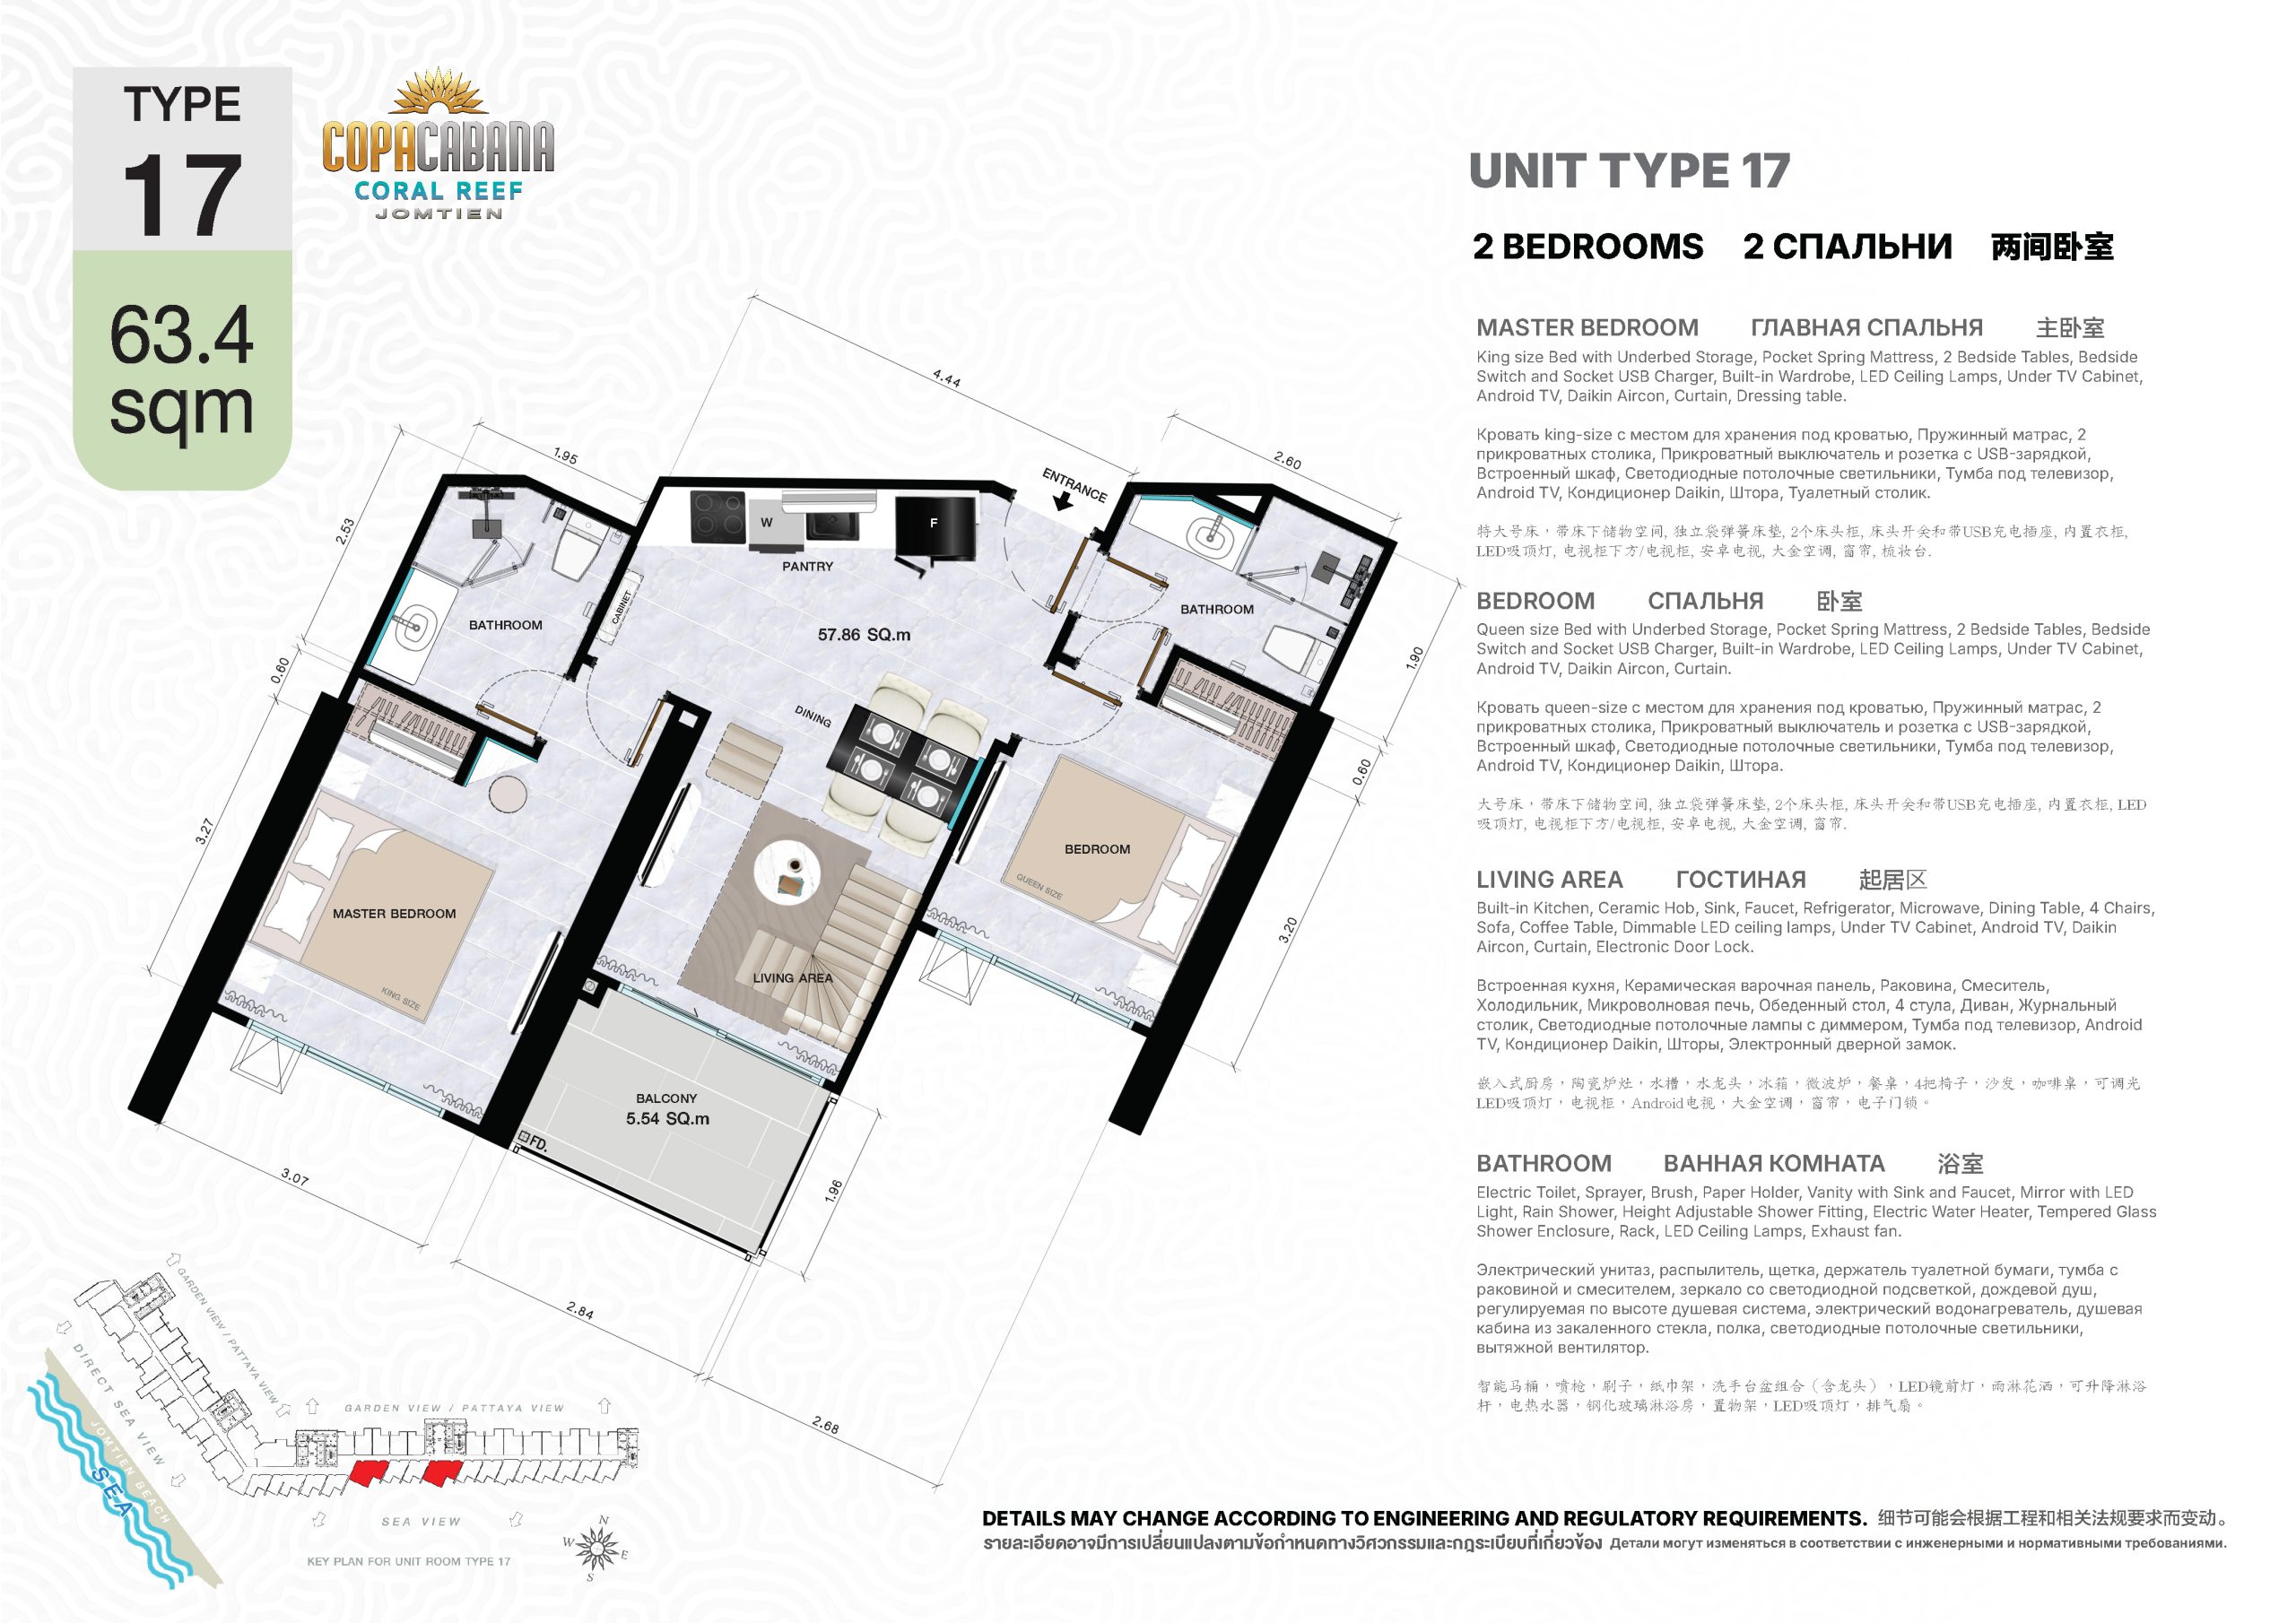 TYPE
17
63.4
sqm
COPACABANA
CORAL REEF
JOMTIEN
UNIT TYPE 17
2 BEDROOMS 2 СПАЛЬНИ 两间卧室
MASTER BEDROOM ГЛАВНАЯ СПАЛЬНЯ 主卧室
King size Bed with Underbed Storage, Pocket Spring Mattress, 2 Bedside Tables, Bedside
Switch and Socket USB Charger, Built-in Wardrobe, LED Ceiling Lamps, Under TV Cabinet,
Android TV, Daikin Aircon, Curtain, Dressing table.
Кровать king-size с местом для хранения под кроватью, Пружинный матрас, 2
прикроватных столика, Прикроватный выключатель и розетка с USB-зарядкой,
Встроенный шкаф, Светодиодные потолочные светильники, Тумба под телевизор,
Android TV, Кондиционер Daikin, Штора, Туалетный столик.
特大号床，带床下储物空间, 独立袋弹簧床垫, 2个床头柜, 床头开关和带USB充电插座, 内置衣柜,
LED吸顶灯, 电视柜下方/电视柜, 安卓电视, 大金空调, 窗帘, 梳妆台.
BEDROOM СПАЛЬНЯ 卧室
Queen size Bed with Underbed Storage, Pocket Spring Mattress, 2 Bedside Tables, Bedside
Switch and Socket USB Charger, Built-in Wardrobe, LED Ceiling Lamps, Under TV Cabinet,
Android TV, Daikin Aircon, Curtain.
Кровать queen-size с местом для хранения под кроватью, Пружинный матрас, 2
прикроватных столика, Прикроватный выключатель и розетка с USB-зарядкой,
Встроенный шкаф, Светодиодные потолочные светильники, Тумба под телевизор,
Android TV, Кондиционер Daikin, Штора.
大号床，带床下储物空间, 独立袋弹簧床垫, 2个床头柜, 床头开关和带USB充电插座, 内置衣柜, LED
吸顶灯, 电视柜下方/电视柜, 安卓电视, 大金空调, 窗帘.
LIVING AREA ГОСТИНАЯ 起居区
Built-in Kitchen, Ceramic Hob, Sink, Faucet, Refrigerator, Microwave, Dining Table, 4 Chairs,
Sofa, Coffee Table, Dimmable LED ceiling lamps, Under TV Cabinet, Android TV, Daikin
Aircon, Curtain, Electronic Door Lock.
Встроенная кухня, Керамическая варочная панель, Раковина, Смеситель,
Холодильник, Микроволновая печь, Обеденный стол, 4 стула, Диван, Журнальный
столик, Светодиодные потолочные лампы с диммером, Тумба под телевизор, Android
TV, Кондиционер Daikin, Шторы, Электронный дверной замок.
嵌入式厨房，陶瓷炉灶，水槽，水龙头，冰箱，微波炉，餐桌，4把椅子，沙发，咖啡桌，可调光
LED吸顶灯，电视柜，Android电视，大金空调，窗帘，电子门锁。
BATHROOM ВАННАЯ КОМНАТА 浴室
Electric Toilet, Sprayer, Brush, Paper Holder, Vanity with Sink and Faucet, Mirror with LED
Light, Rain Shower, Height Adjustable Shower Fitting, Electric Water Heater, Tempered Glass
Shower Enclosure, Rack, LED Ceiling Lamps, Exhaust fan.
Электрический унитаз, распылитель, щетка, держатель туалетной бумаги, тумба с
раковиной и смесителем, зеркало со светодиодной подсветкой, дождевой душ,
регулируемая по высоте душевая система, электрический водонагреватель, душевая
кабина из закаленного стекла, полка, светодиодные потолочные светильники,
вытяжной вентилятор.
智能马桶，喷枪，刷子，纸巾架，洗手台盆组合（含龙头），LED镜前灯，雨淋花洒，可升降淋浴
杆，电热水器，钢化玻璃淋浴房，置物架，LED吸顶灯，排气扇。
4.44
1.95
2.60
2.53
0.60
3.27
1.90
0.60
3.20
ENTRANCE
W
F
PANTRY
BATHROOM
CABINET
57.86 SQ.m
BATHROOM
DINING
BEDROOM
QUEEN SIZE
MASTER BEDROOM
KING SIZE
LIVING AREA
BALCONY
5.54 SQ.m
FD.
3.07
1.96
2.84
2.68
GARDEN VIEW / PATTAYA VIEW
DIRECT SEA VIEW
JOMTIEN BEACH
SEA
GARDEN VIEW / PATTAYA VIEW
SEA VIEW
N
W
E
S
KEY PLAN FOR UNIT ROOM TYPE 17
DETAILS MAY CHANGE ACCORDING TO ENGINEERING AND REGULATORY REQUIREMENTS. 细节可能会根据工程和相关法规要求而变动。
รายละเอียดอาจมีการเปลี่ยนแปลงตามข้อกำหนดทางวิศวกรรมและกฎระเบียบที่เกี่ยวข้อง Детали могут изменяться в соответствии с инженерными и нормативными требованиями.